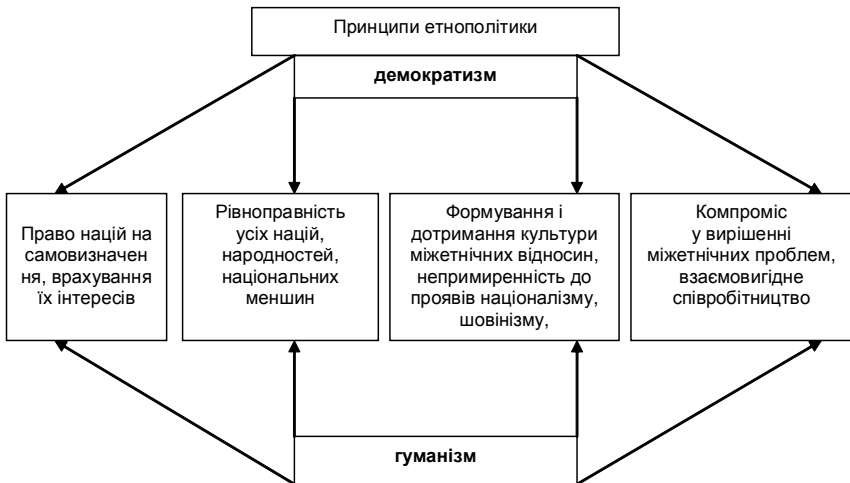 Принципи етнополітики
демократизм
Право націй на
самовизначен
ня, врахування
їх інтересів
Рівноправність
усіх націй,
народностей,
національних
меншин
Формування і
дотримання культури
міжетнічних відносин,
непримиренність до
проявів націоналізму,
шовінізму,
Компроміс
у вирішенні
міжетнічних проблем,
взаємовигідне
співробітництво
гуманізм